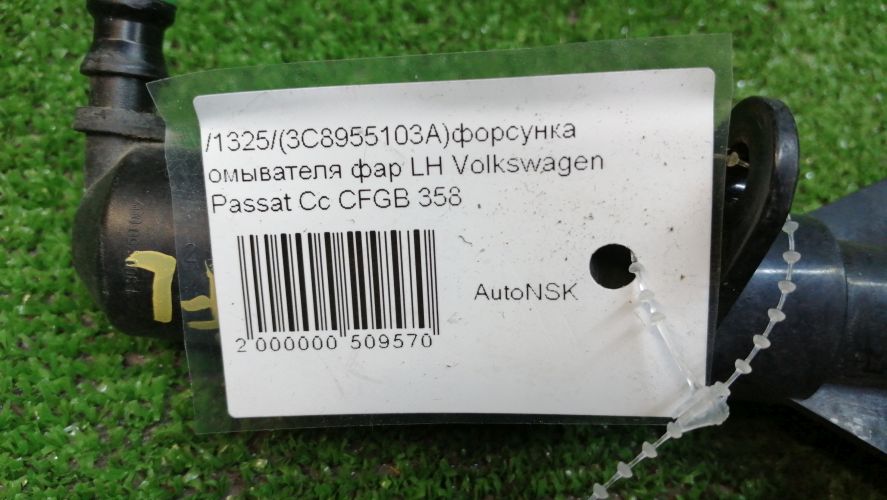 /1325/(3C8955103A)форсунка
омывателя фар LH Volkswagen
Passat Cc CFGB 358
AutoNSK
2 000000 509570